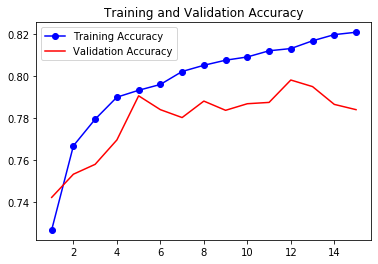 Training and Validation Accuracy
Training Accuracy
Validation Accuracy
0.82
0.80
0.78
0.76
0.74
2 4 6 8 10 12 14